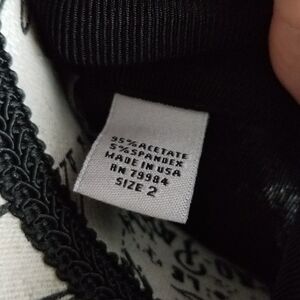 95% ACETATE
5% SPANDEX
MADE IN USA
RN 79984
SIZE 2